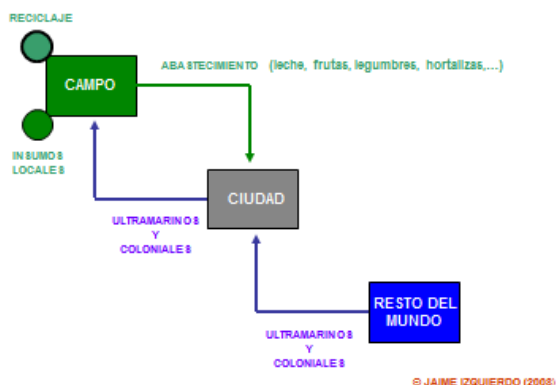 RECICLAJE
CAMPO
ABASTECIMIENTO (leche, frutas, legumbres, hortalizas,...)
INSUMOS
LOCALES
CIUDAD
ULTRAMARINOS
Y
COLONIALES
RESTO DEL
MUNDO
ULTRAMARINOS
Y
COLONIALES
© JAIME IZQUIERDO (2008)